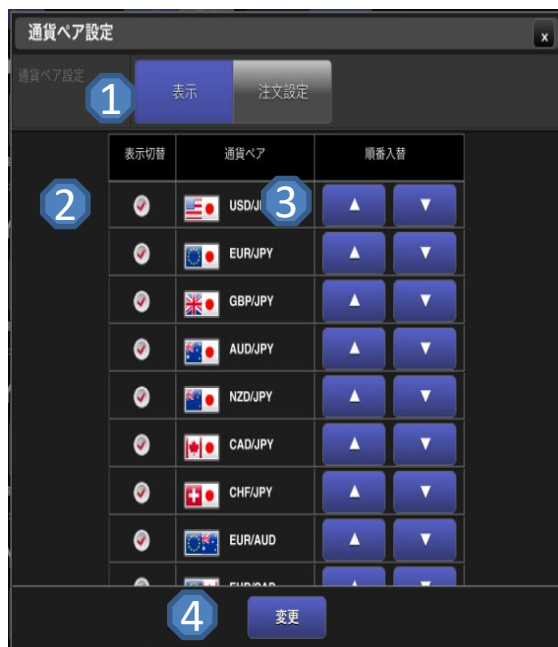 通貨ペア設定
x
通貨ペア設定
1
表示
注文設定
表示切替 通貨ペア 順番入替
2
3
USD/J
▲ ▼
EUR/JPY ▲ ▼
GBP/JPY ▲ ▼
AUD/JPY ▲ ▼
NZD/JPY ▲ ▼
CAD/JPY ▲ ▼
CHF/JPY ▲ ▼
EUR/AUD ▲ ▼
4
変更